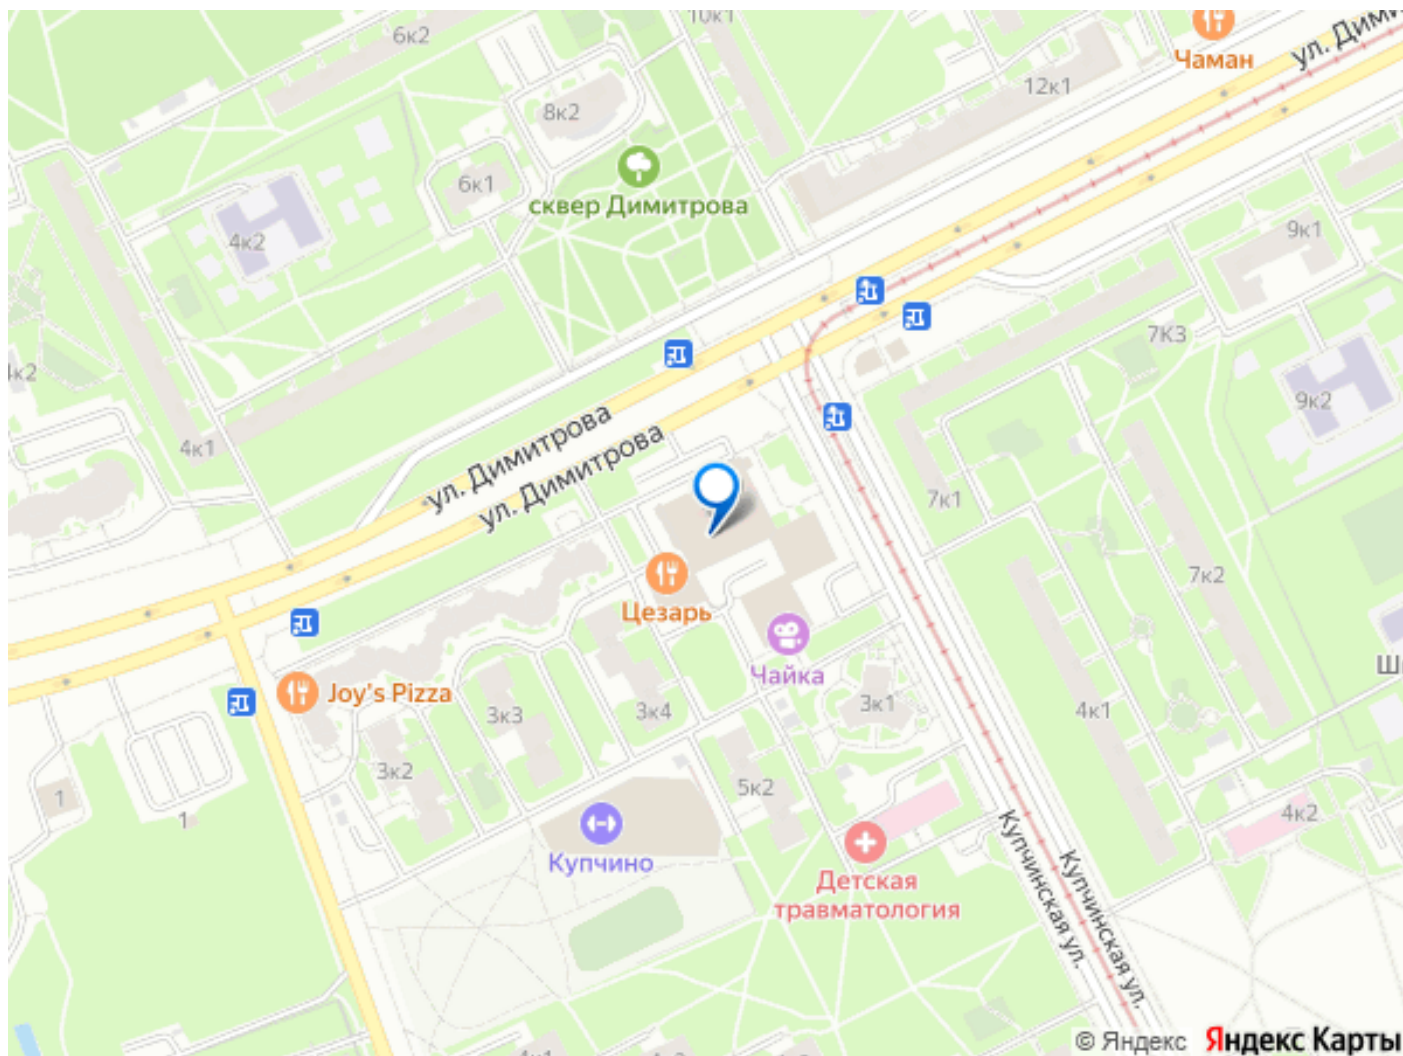 10к1
6к2
ул. Димит
Чаман
12к1
8к2
6к1
сквер Димитрова
4к2
9к1
7К3
к2
9к2
4к1
ул. Димитрова
ул. Димитрова
7к1
7к2
Цезарь
Чайка
Ш
Joy's Pizza
3к3
3к4
3к1
4к1
3к2
5к2
1
1
4к2
Купчино
Детская
травматология
Купчинская ул.
Купчинская ул.
4к1
© Яндекс Яндекс Карты